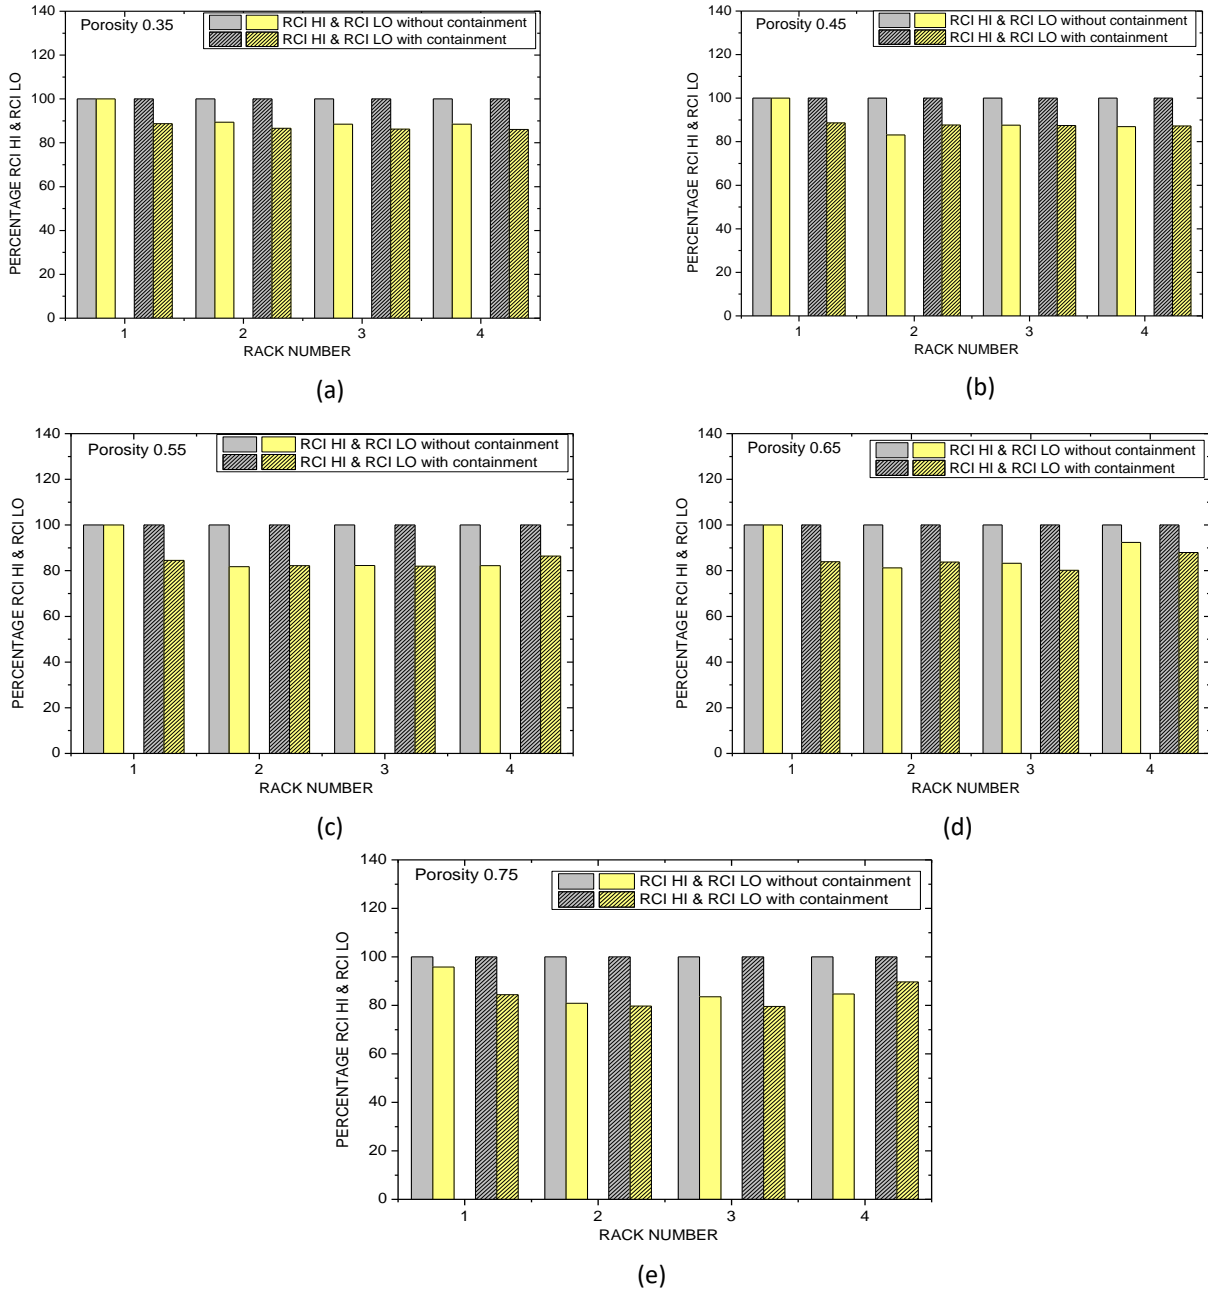 Porosity 0.35
RCI HI & RCI LO without containment
RCI HI & RCI LO with containment
PERCENTAGE RCI HI & RCI LO
140
120
100
80
60
40
20
0
1 2 3 4
RACK NUMBER
(a)
Porosity 0.45
RCI HI & RCI LO without containment
RCI HI & RCI LO with containment
PERCENTAGE RCI HI & RCI LO
140
120
100
80
60
40
20
0
1 2 3 4
RACK NUMBER
(b)
Porosity 0.55
RCI HI & RCI LO without containment
RCI HI & RCI LO with containment
PERCENTAGE RCI HI & RCI LO
140
120
100
80
60
40
20
0
1 2 3 4
RACK NUMBER
(c)
Porosity 0.65
RCI HI & RCI LO without containment
RCI HI & RCI LO with containment
PERCENTAGE RCI HI & RCI LO
140
120
100
80
60
40
20
0
1 2 3 4
RACK NUMBER
(d)
Porosity 0.75
RCI HI & RCI LO without containment
RCI HI & RCI LO with containment
PERCENTAGE RCI HI & RCI LO
140
120
100
80
60
40
20
0
1 2 3 4
RACK NUMBER
(e)